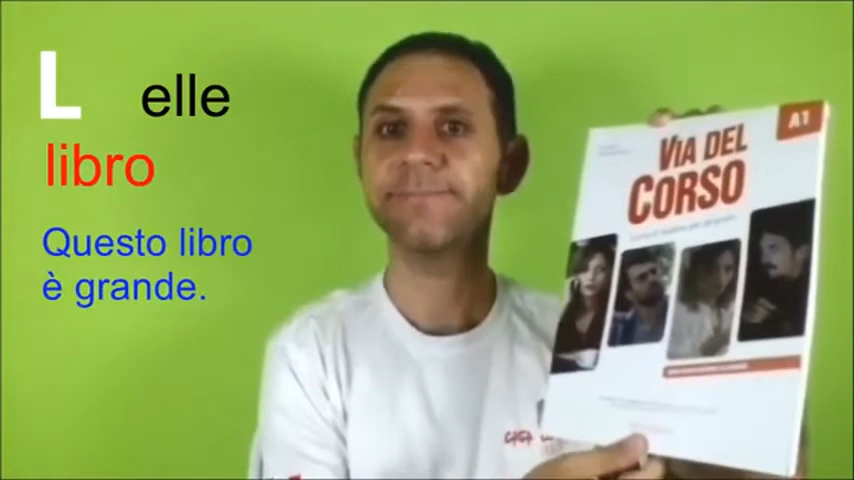 L elle
libro
Questo libro
è grande.
A1
VIA DEL
CORSO